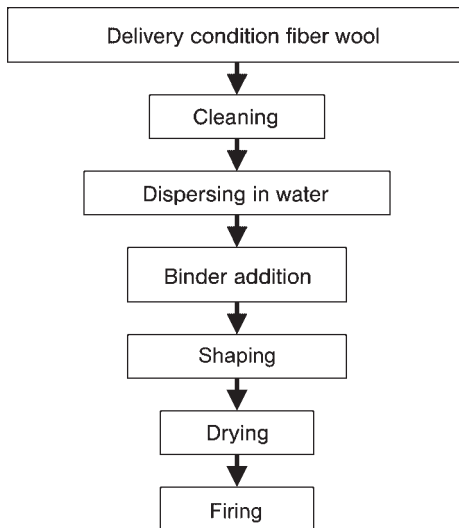 Delivery condition fiber wool
Cleaning
Dispersing in water
Binder addition
Shaping
Drying
Firing